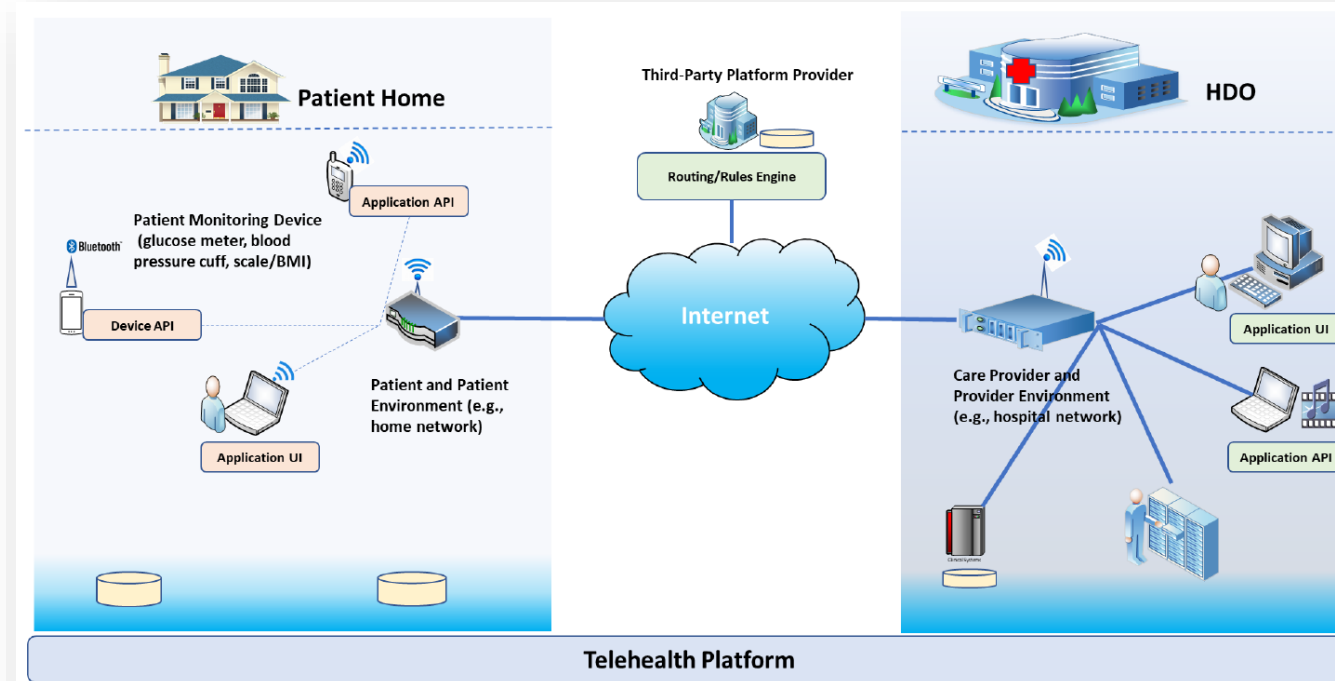 Patient Home
Third-Party Platform Provider
HDO
Routing/Rules Engine
Application API
Patient Monitoring Device
(glucose meter, blood
pressure cuff, scale/BMI)
Bluetooth™
Device API
Internet
Application UI
Patient and Patient
Environment (e.g.,
home network)
Application UI
Care Provider and
Provider Environment
(e.g., hospital network)
Application API
Telehealth Platform